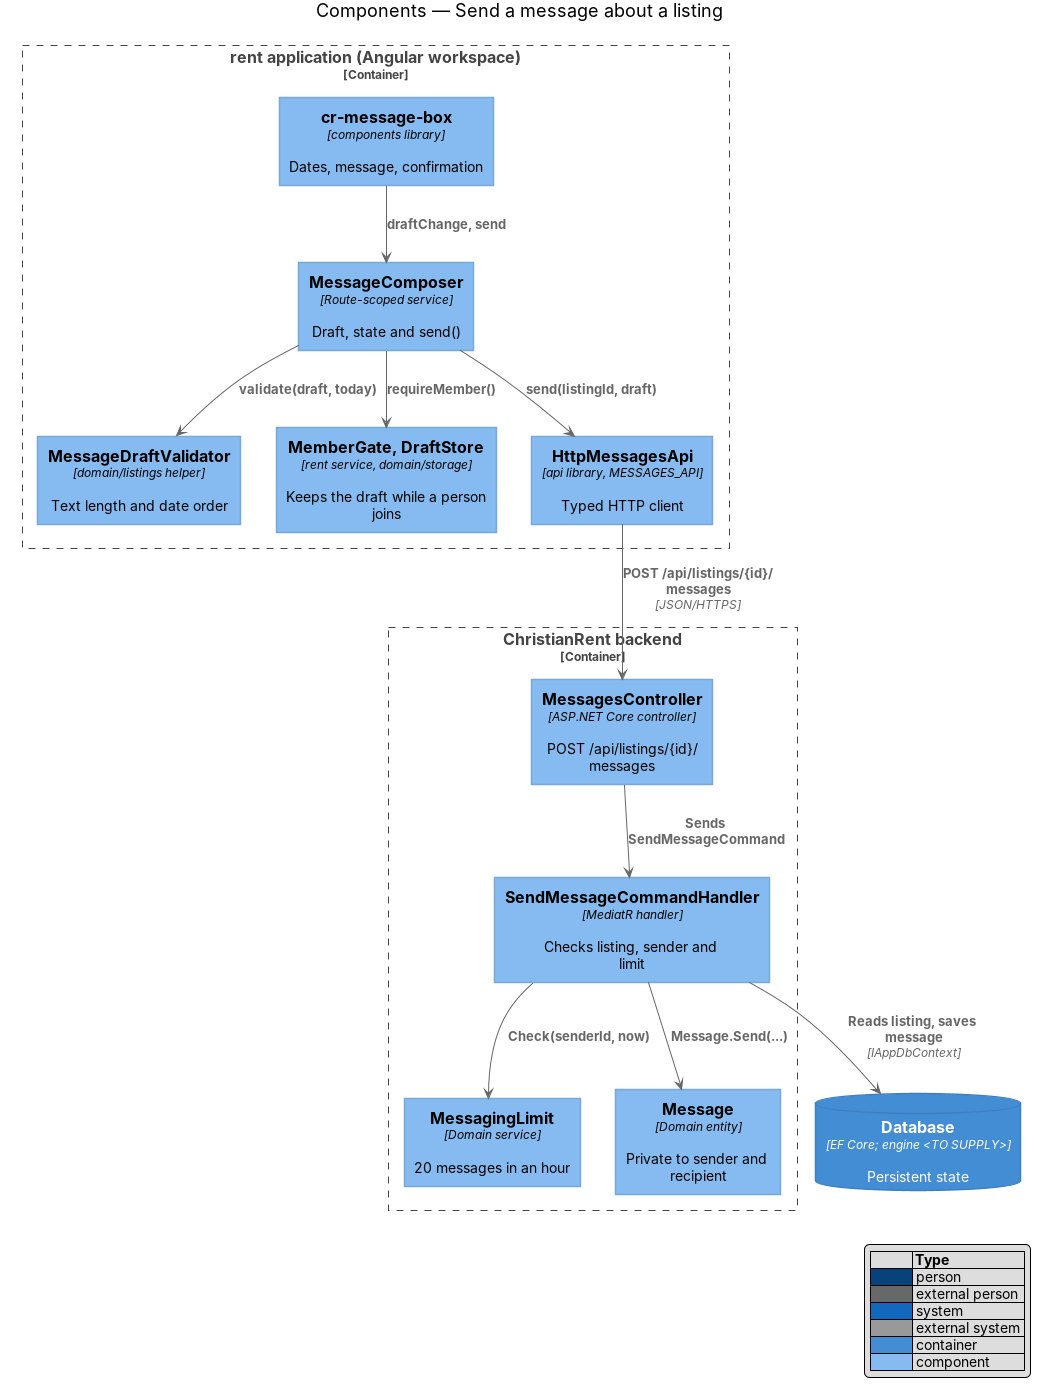 Components — Send a message about a listing
rent application (Angular workspace)
[Container]
cr-message-box
[components library]
Dates, message, confirmation
draftChange, send
MessageComposer
[Route-scoped service]
Draft, state and send()
validate(draft, today)
requireMember()
send(listingId, draft)
MessageDraftValidator
[domain/listings helper]
Text length and date order
MemberGate, DraftStore
[rent service, domain/storage]
Keeps the draft while a person
joins
HttpMessagesApi
[api library, MESSAGES_API]
Typed HTTP client
POST /api/listings/{id}/
messages
[JSON/HTTPS]
ChristianRent backend
[Container]
MessagesController
[ASP.NET Core controller]
POST /api/listings/{id}/
messages
Sends
SendMessageCommand
SendMessageCommandHandler
[MediatR handler]
Checks listing, sender and
limit
Check(senderId, now)
Message.Send(...)
Reads listing, saves
message
[IAppDbContext]
MessagingLimit
[Domain service]
20 messages in an hour
Message
[Domain entity]
Private to sender and
recipient
Database
[EF Core; engine <TO SUPPLY>]
Persistent state
Type
person
external person
system
external system
container
component